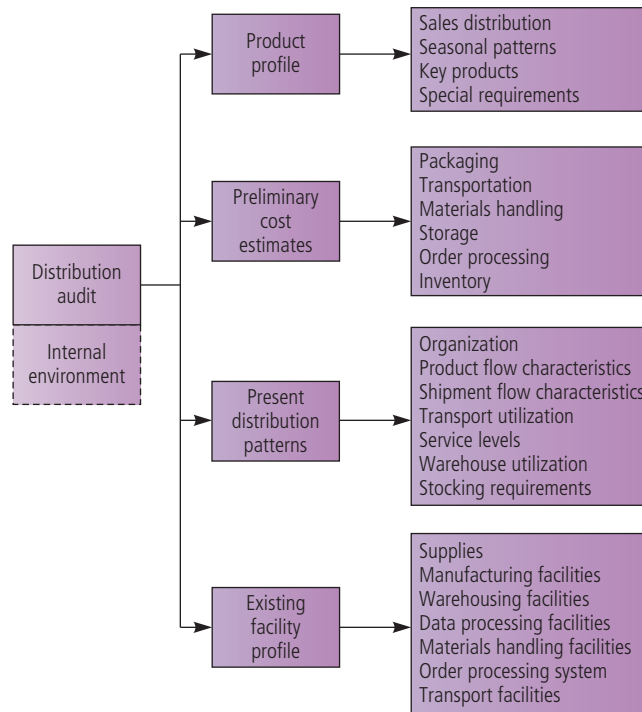 Distribution
audit
Internal
environment
Product
profile
Sales distribution
Seasonal patterns
Key products
Special requirements
Preliminary
cost
estimates
Packaging
Transportation
Materials handling
Storage
Order processing
Inventory
Present
distribution
patterns
Organization
Product flow characteristics
Shipment flow characteristics
Transport utilization
Service levels
Warehouse utilization
Stocking requirements
Existing
facility
profile
Supplies
Manufacturing facilities
Warehousing facilities
Data processing facilities
Materials handling facilities
Order processing system
Transport facilities